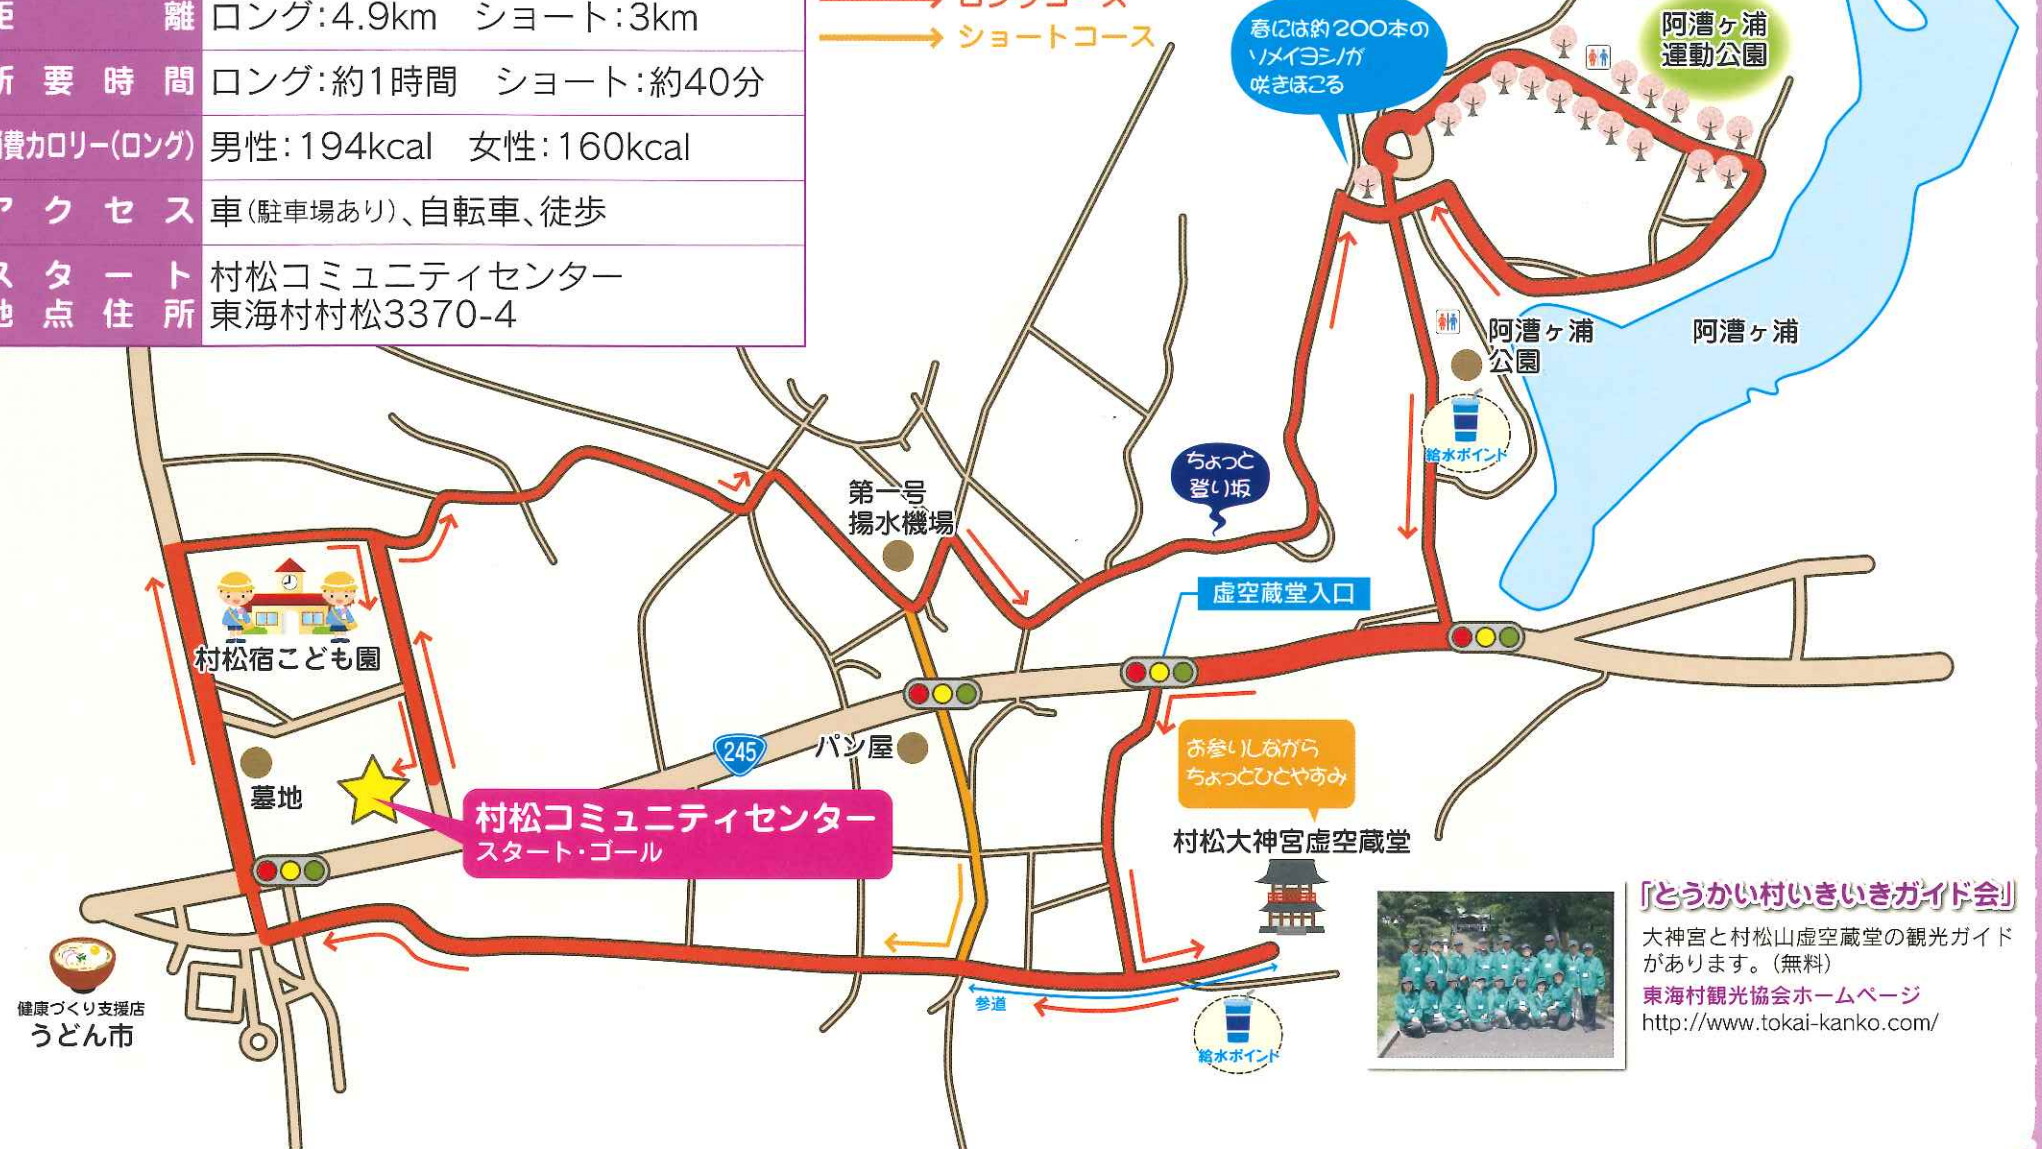 距離 ロング：4.9km ショート：3km
所要時間 ロング：約1時間 ショート：約40分
消費カロリー(ロング) 男性：194kcal 女性：160kcal
アクセス 車(駐車場あり)、自転車、徒歩
スタート地点住所 村松コミュニティセンター
東海村村松3370-4
ロングコース
ショートコース
春には約200本の
ソメイヨシノが
咲きほこる
阿漕ヶ浦
運動公園
阿漕ヶ浦
公園
阿漕ヶ浦
給水ポイント
ちょっと
登り坂
第一号
揚水機場
虚空蔵堂入口
村松宿こども園
墓地
245
パン屋
村松コミュニティセンター
スタート・ゴール
お参りしながら
ちょっとひとやすみ
村松大神宮虚空蔵堂
参道
給水ポイント
健康づくり支援店
うどん市
「とうかい村いきいきガイド会」
大神宮と村松山虚空蔵堂の観光ガイド
があります。（無料）
東海村観光協会ホームページ
http://www.tokai-kanko.com/